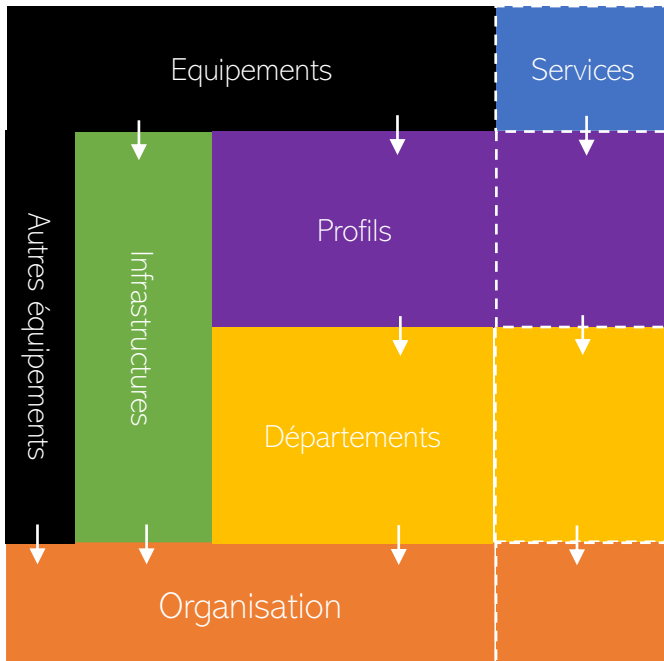 Equipements
Services
Autres équipements
Infrastructures
Profils
Départements
Organisation